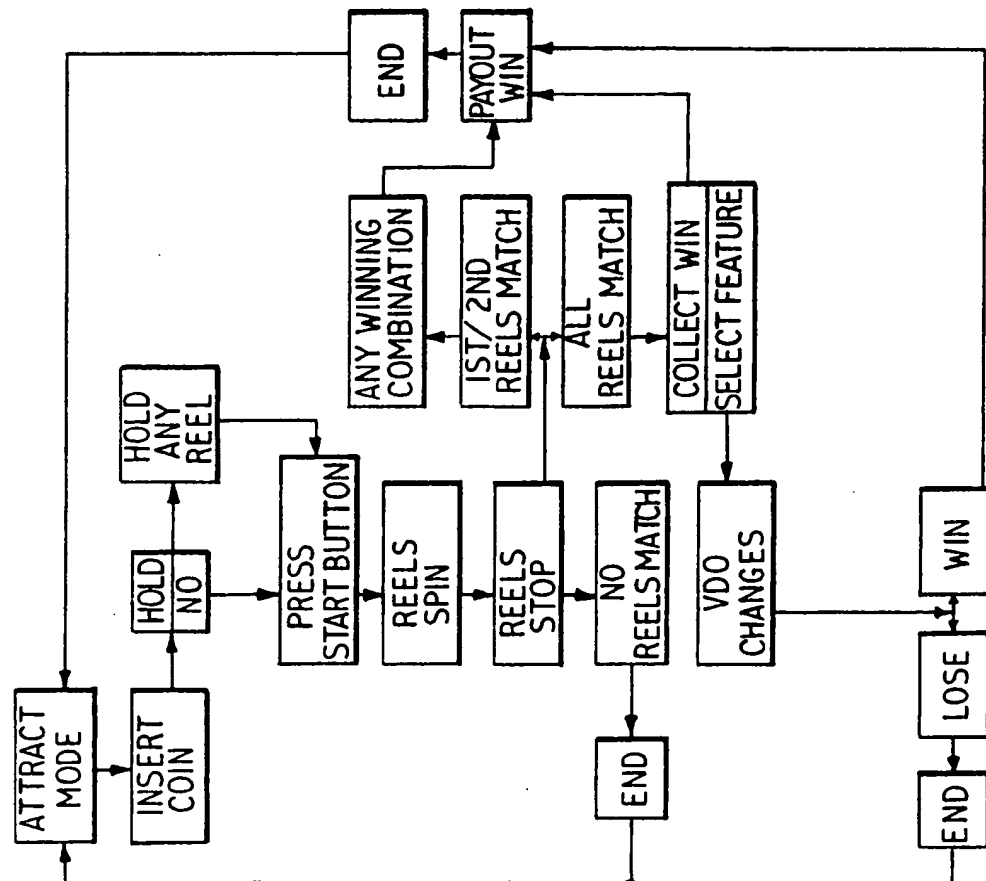 ATTRACT
MODE
INSERT
COIN
HOLD
NO
HOLD
ANY
REEL
PRESS
START BUTTON
REELS
SPIN
REELS
STOP
NO
REELS MATCH
END
ANY WINNING
COMBINATION
1ST/2ND
REELS MATCH
ALL
REELS MATCH
COLLECT WIN
SELECT FEATURE
END
PAYOUT
WIN
VDO
CHANGES
WIN
LOSE
END